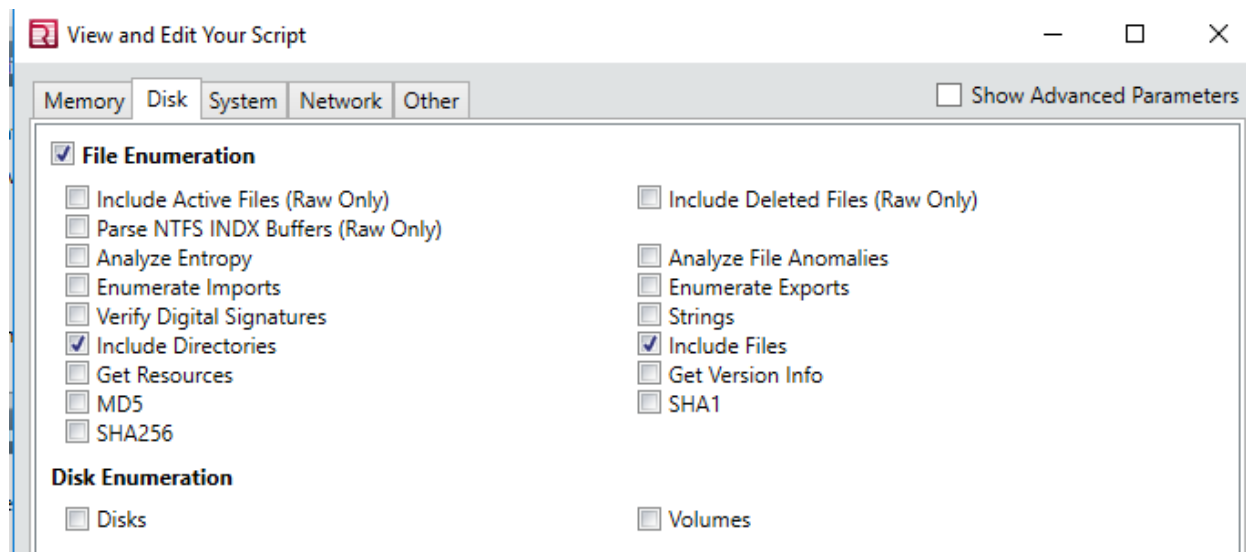 View and Edit Your Script
Memory Disk System Network Other Show Advanced Parameters
File Enumeration
Include Active Files (Raw Only) Include Deleted Files (Raw Only)
Parse NTFS INDX Buffers (Raw Only)
Analyze Entropy Analyze File Anomalies
Enumerate Imports Enumerate Exports
Verify Digital Signatures Strings
Include Directories Include Files
Get Resources Get Version Info
MD5 SHA1
SHA256
Disk Enumeration
Disks Volumes